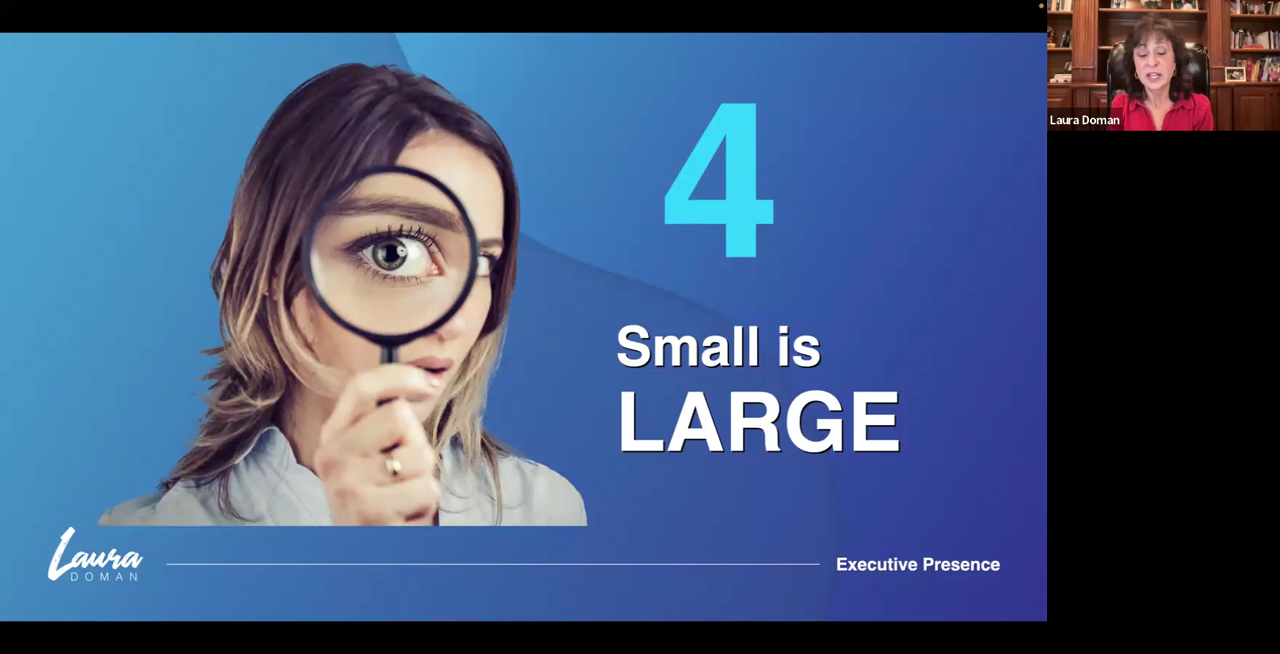 4
Small is
LARGE
Laura
DOMAN
Executive Presence
Laura Doman